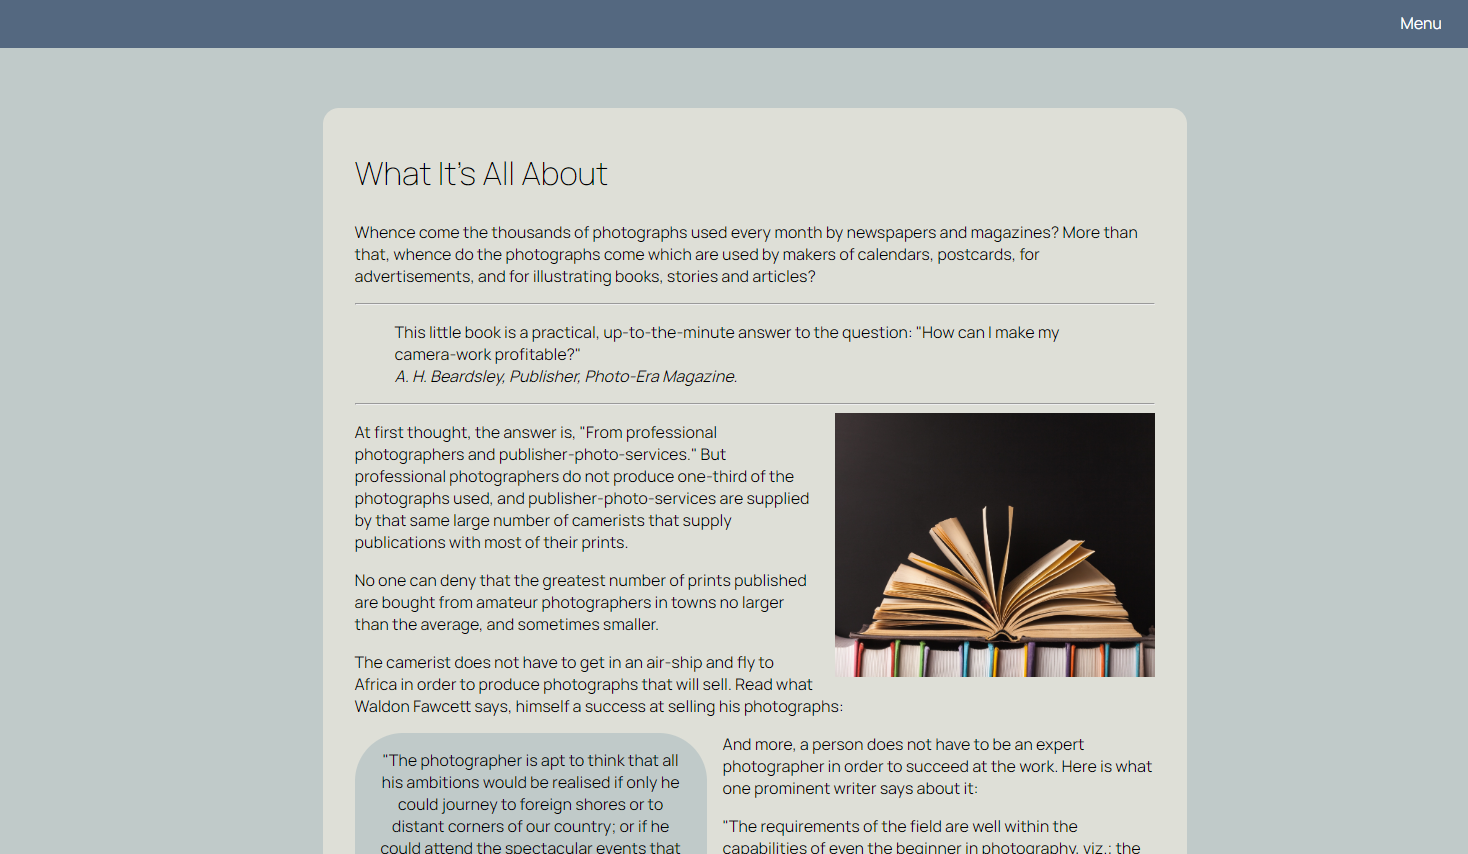 Menu
What It's All About
Whence come the thousands of photographs used every month by newspapers and magazines? More than
that, whence do the photographs come which are used by makers of calendars, postcards, for
advertisements, and for illustrating books, stories and articles?
This little book is a practical, up-to-the-minute answer to the question: "How can I make my
camera-work profitable?"
A. H. Beardsley, Publisher, Photo-Era Magazine.
At first thought, the answer is, "From professional
photographers and publisher-photo-services." But
professional photographers do not produce one-third of the
photographs used, and publisher-photo-services are supplied
by that same large number of camerists that supply
publications with most of their prints.
No one can deny that the greatest number of prints published
are bought from amateur photographers in towns no larger
than the average, and sometimes smaller.
The camerist does not have to get in an air-ship and fly to
Africa in order to produce photographs that will sell. Read what
Waldon Fawcett says, himself a success at selling his photographs:
"The photographer is apt to think that all
his ambitions would be realised if only he
could journey to foreign shores or to
distant corners of our country; or if he
could attend the spectacular events that
And more, a person does not have to be an expert
photographer in order to succeed at the work. Here is what
one prominent writer says about it:
"The requirements of the field are well within the
capabilities of even the beginner in photography, viz.: the